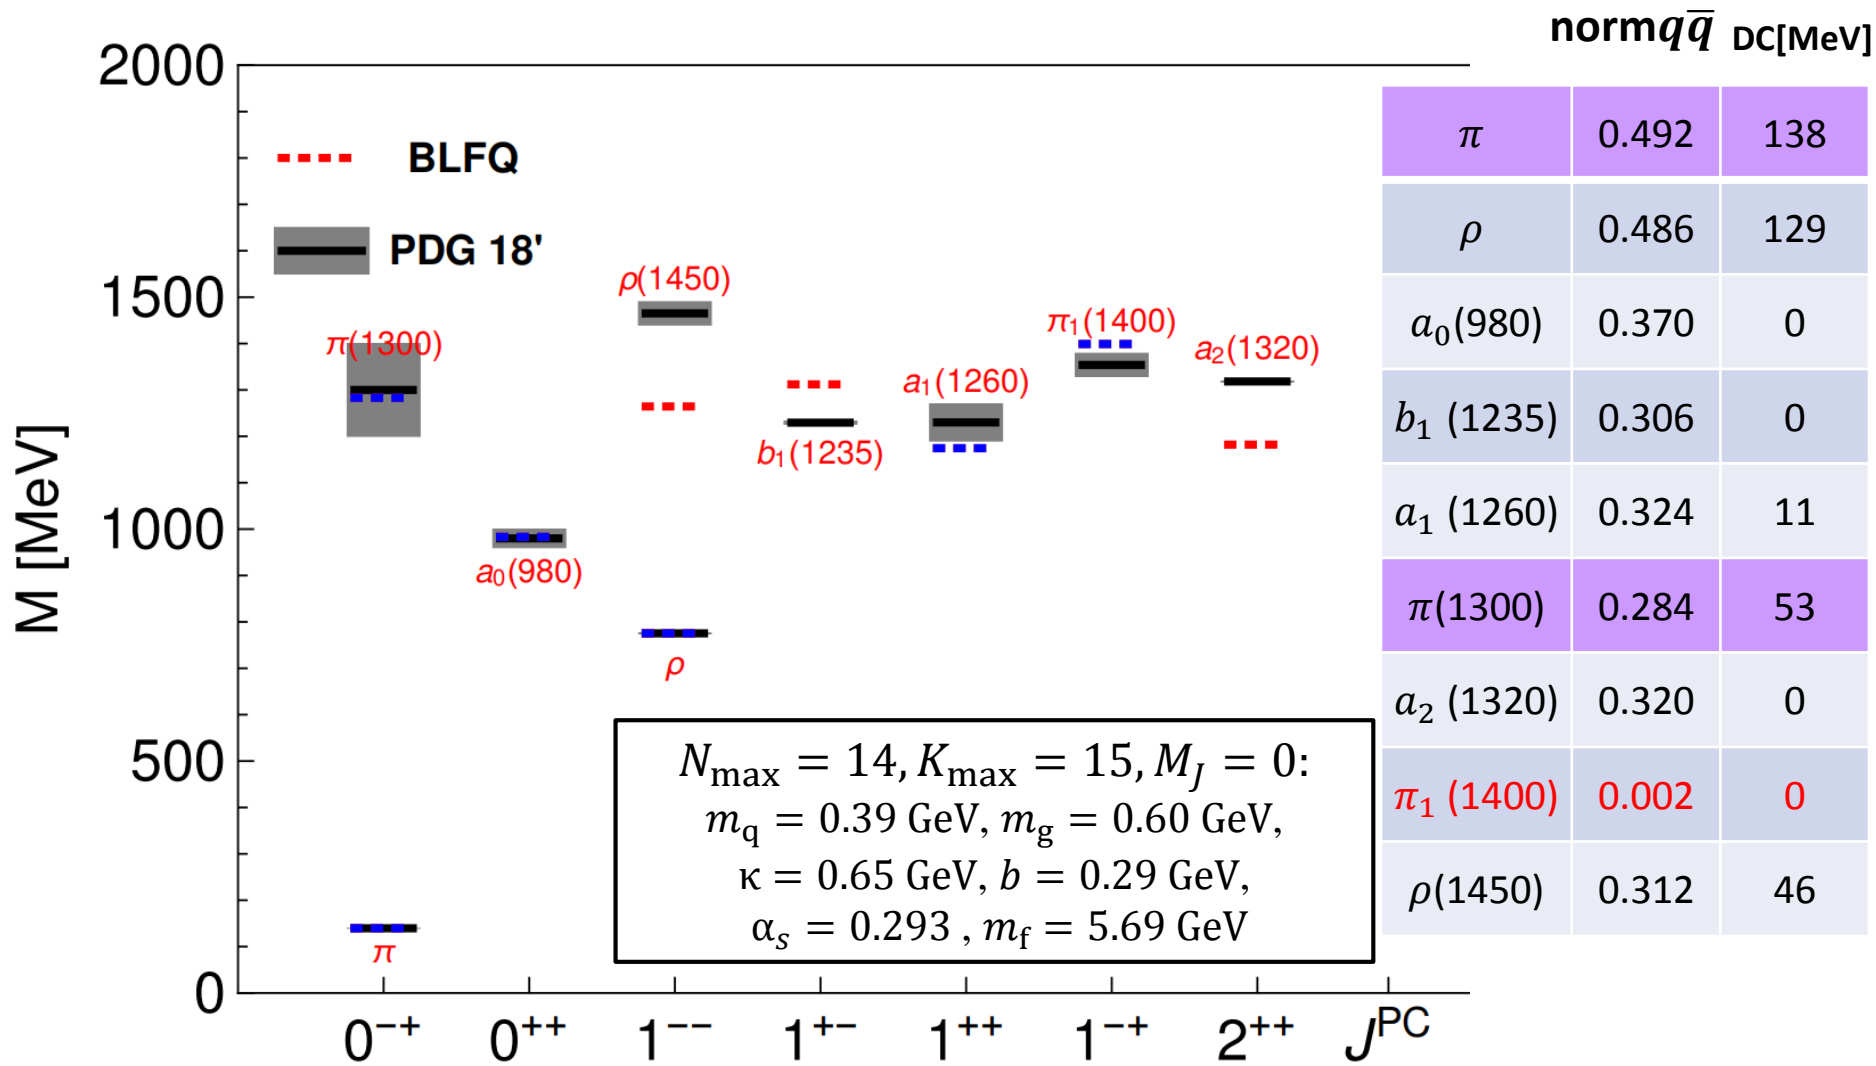 norm q q̅ DC[MeV]
2000
1500
1000
500
0
M [MeV]
BLFQ
PDG 18'
π(1300)
π
a₀(980)
ρ(1450)
ρ
b₁(1235)
a₁(1260)
π₁(1400)
a₂(1320)
N_max = 14, K_max = 15, M_J = 0:
m_q = 0.39 GeV, m_g = 0.60 GeV,
κ = 0.65 GeV, b = 0.29 GeV,
α_s = 0.293 , m_f = 5.69 GeV
0⁻⁺ 0⁺⁺ 1⁻⁻ 1⁺⁻ 1⁺⁺ 1⁻⁺ 2⁺⁺ J^PC
π 0.492 138
ρ 0.486 129
a₀(980) 0.370 0
b₁ (1235) 0.306 0
a₁ (1260) 0.324 11
π(1300) 0.284 53
a₂ (1320) 0.320 0
π₁ (1400) 0.002 0
ρ(1450) 0.312 46